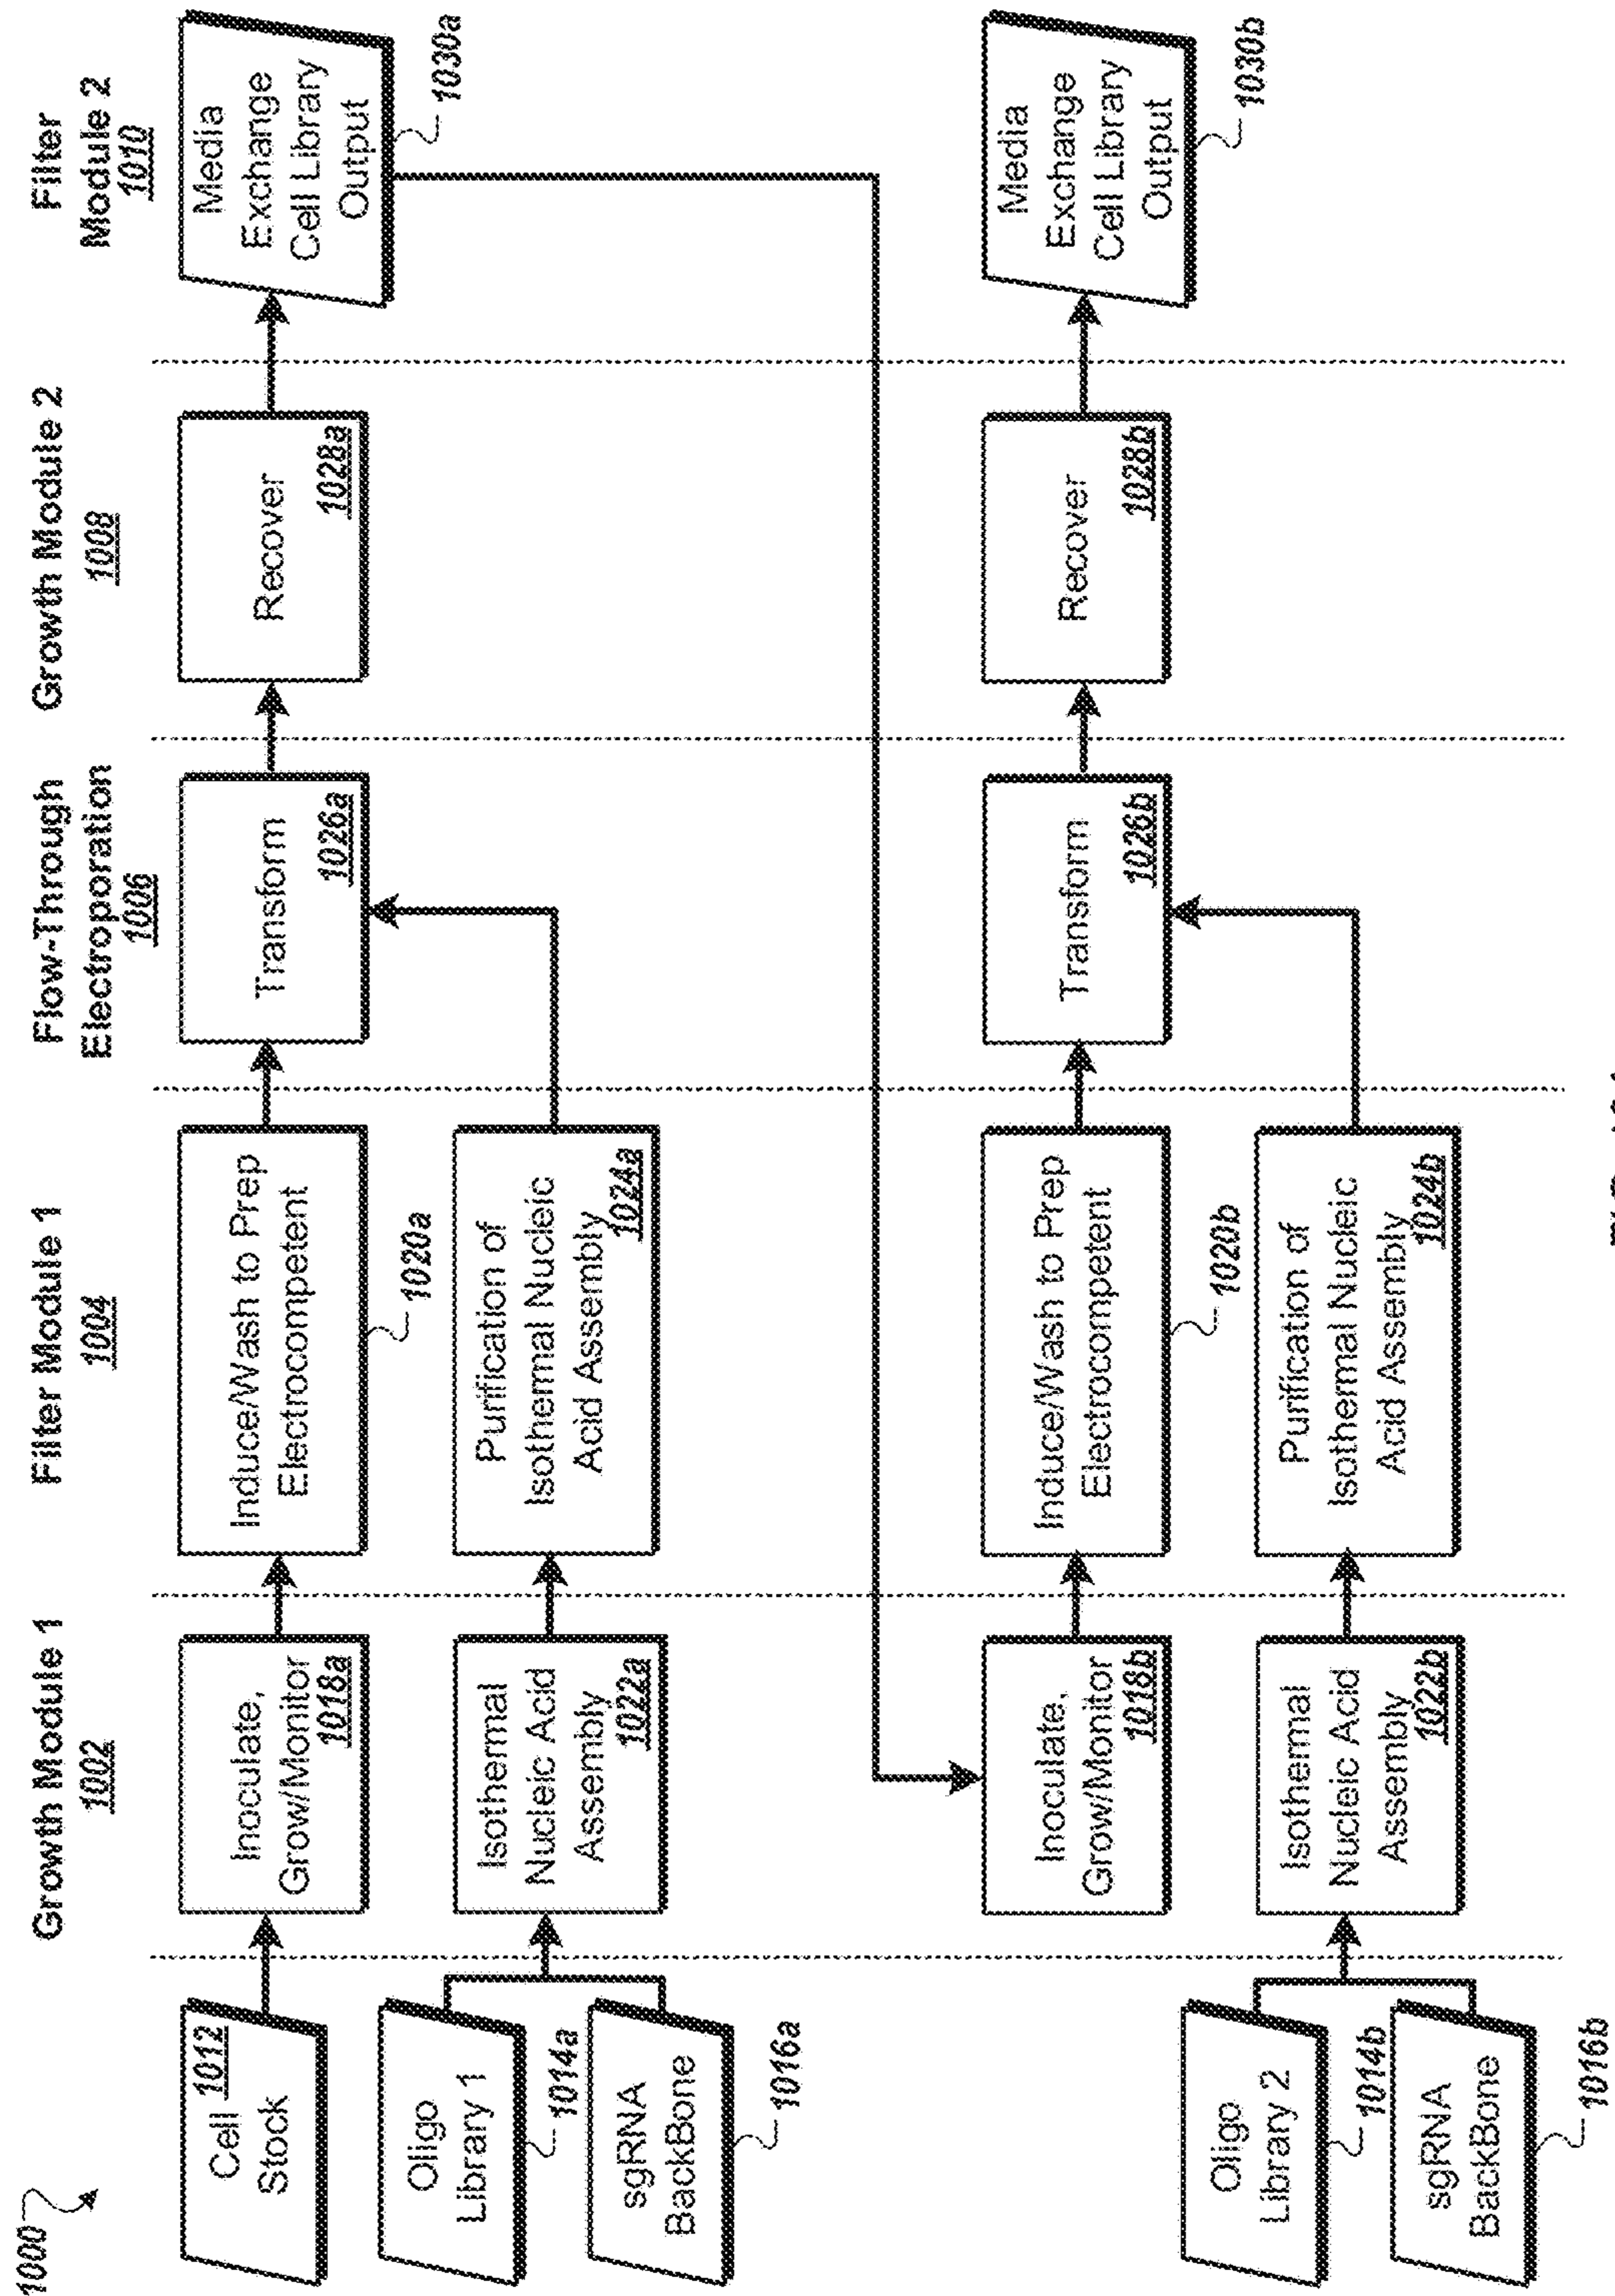 1000
Growth Module 1
1002
Filter Module 1
1004
Flow-Through
Electroporation
1006
Growth Module 2
1008
Filter
Module 2
1010
Cell
Stock
1012
Inoculate,
Grow/Monitor
1018a
Induce/Wash to Prep
Electrocompetent
1020a
Transform
1026a
Recover
1028a
Media
Exchange
Cell Library
Output
1030a
Oligo
Library 1
1014a
sgRNA
BackBone
1016a
Isothermal
Nucleic Acid
Assembly
1022a
Purification of
Isothermal Nucleic
Acid Assembly
1024a
Inoculate,
Grow/Monitor
1018b
Induce/Wash to Prep
Electrocompetent
1020b
Transform
1026b
Recover
1028b
Media
Exchange
Cell Library
Output
1030b
Oligo
Library 2
1014b
sgRNA
BackBone
1016b
Isothermal
Nucleic Acid
Assembly
1022b
Purification of
Isothermal Nucleic
Acid Assembly
1024b